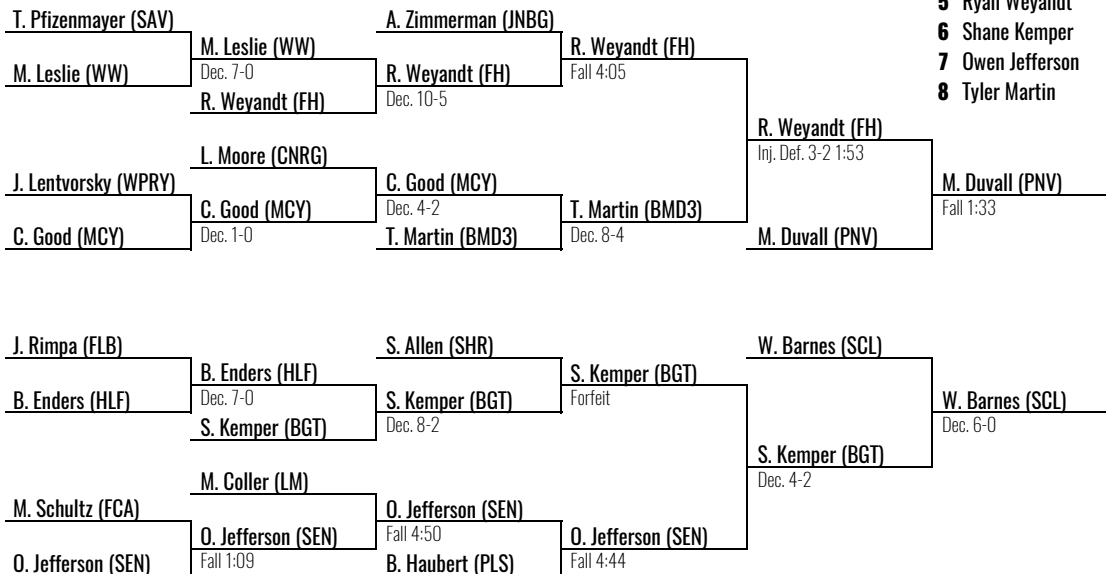 5 Ryan Weyandt
6 Shane Kemper
7 Owen Jefferson
8 Tyler Martin
T. Pfizenmayer (SAV)
M. Leslie (WW)
M. Leslie (WW)
Dec. 7-0
R. Weyandt (FH)
A. Zimmerman (JNBG)
R. Weyandt (FH)
Dec. 10-5
R. Weyandt (FH)
Fall 4:05
J. Lentvorsky (WPRY)
C. Good (MCY)
L. Moore (CNRG)
C. Good (MCY)
Dec. 1-0
C. Good (MCY)
Dec. 4-2
T. Martin (BMD3)
T. Martin (BMD3)
Dec. 8-4
R. Weyandt (FH)
Inj. Def. 3-2 1:53
M. Duvall (PNV)
M. Duvall (PNV)
Fall 1:33
J. Rimpa (FLB)
B. Enders (HLF)
B. Enders (HLF)
Dec. 7-0
S. Kemper (BGT)
S. Allen (SHR)
S. Kemper (BGT)
Dec. 8-2
S. Kemper (BGT)
Forfeit
M. Schultz (FCA)
O. Jefferson (SEN)
M. Coller (LM)
O. Jefferson (SEN)
Fall 1:09
O. Jefferson (SEN)
Fall 4:50
B. Haubert (PLS)
O. Jefferson (SEN)
Fall 4:44
W. Barnes (SCL)
S. Kemper (BGT)
Dec. 4-2
W. Barnes (SCL)
Dec. 6-0